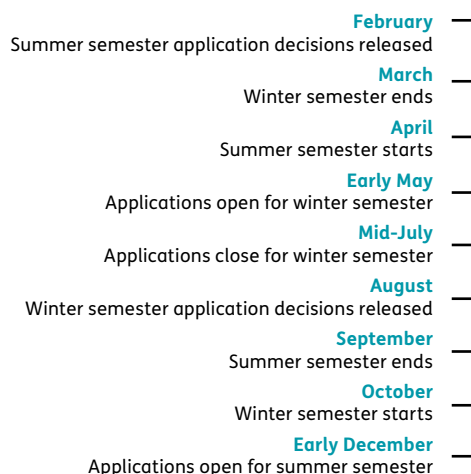 February
Summer semester application decisions released
March
Winter semester ends
April
Summer semester starts
Early May
Applications open for winter semester
Mid-July
Applications close for winter semester
August
Winter semester application decisions released
September
Summer semester ends
October
Winter semester starts
Early December
Applications open for summer semester